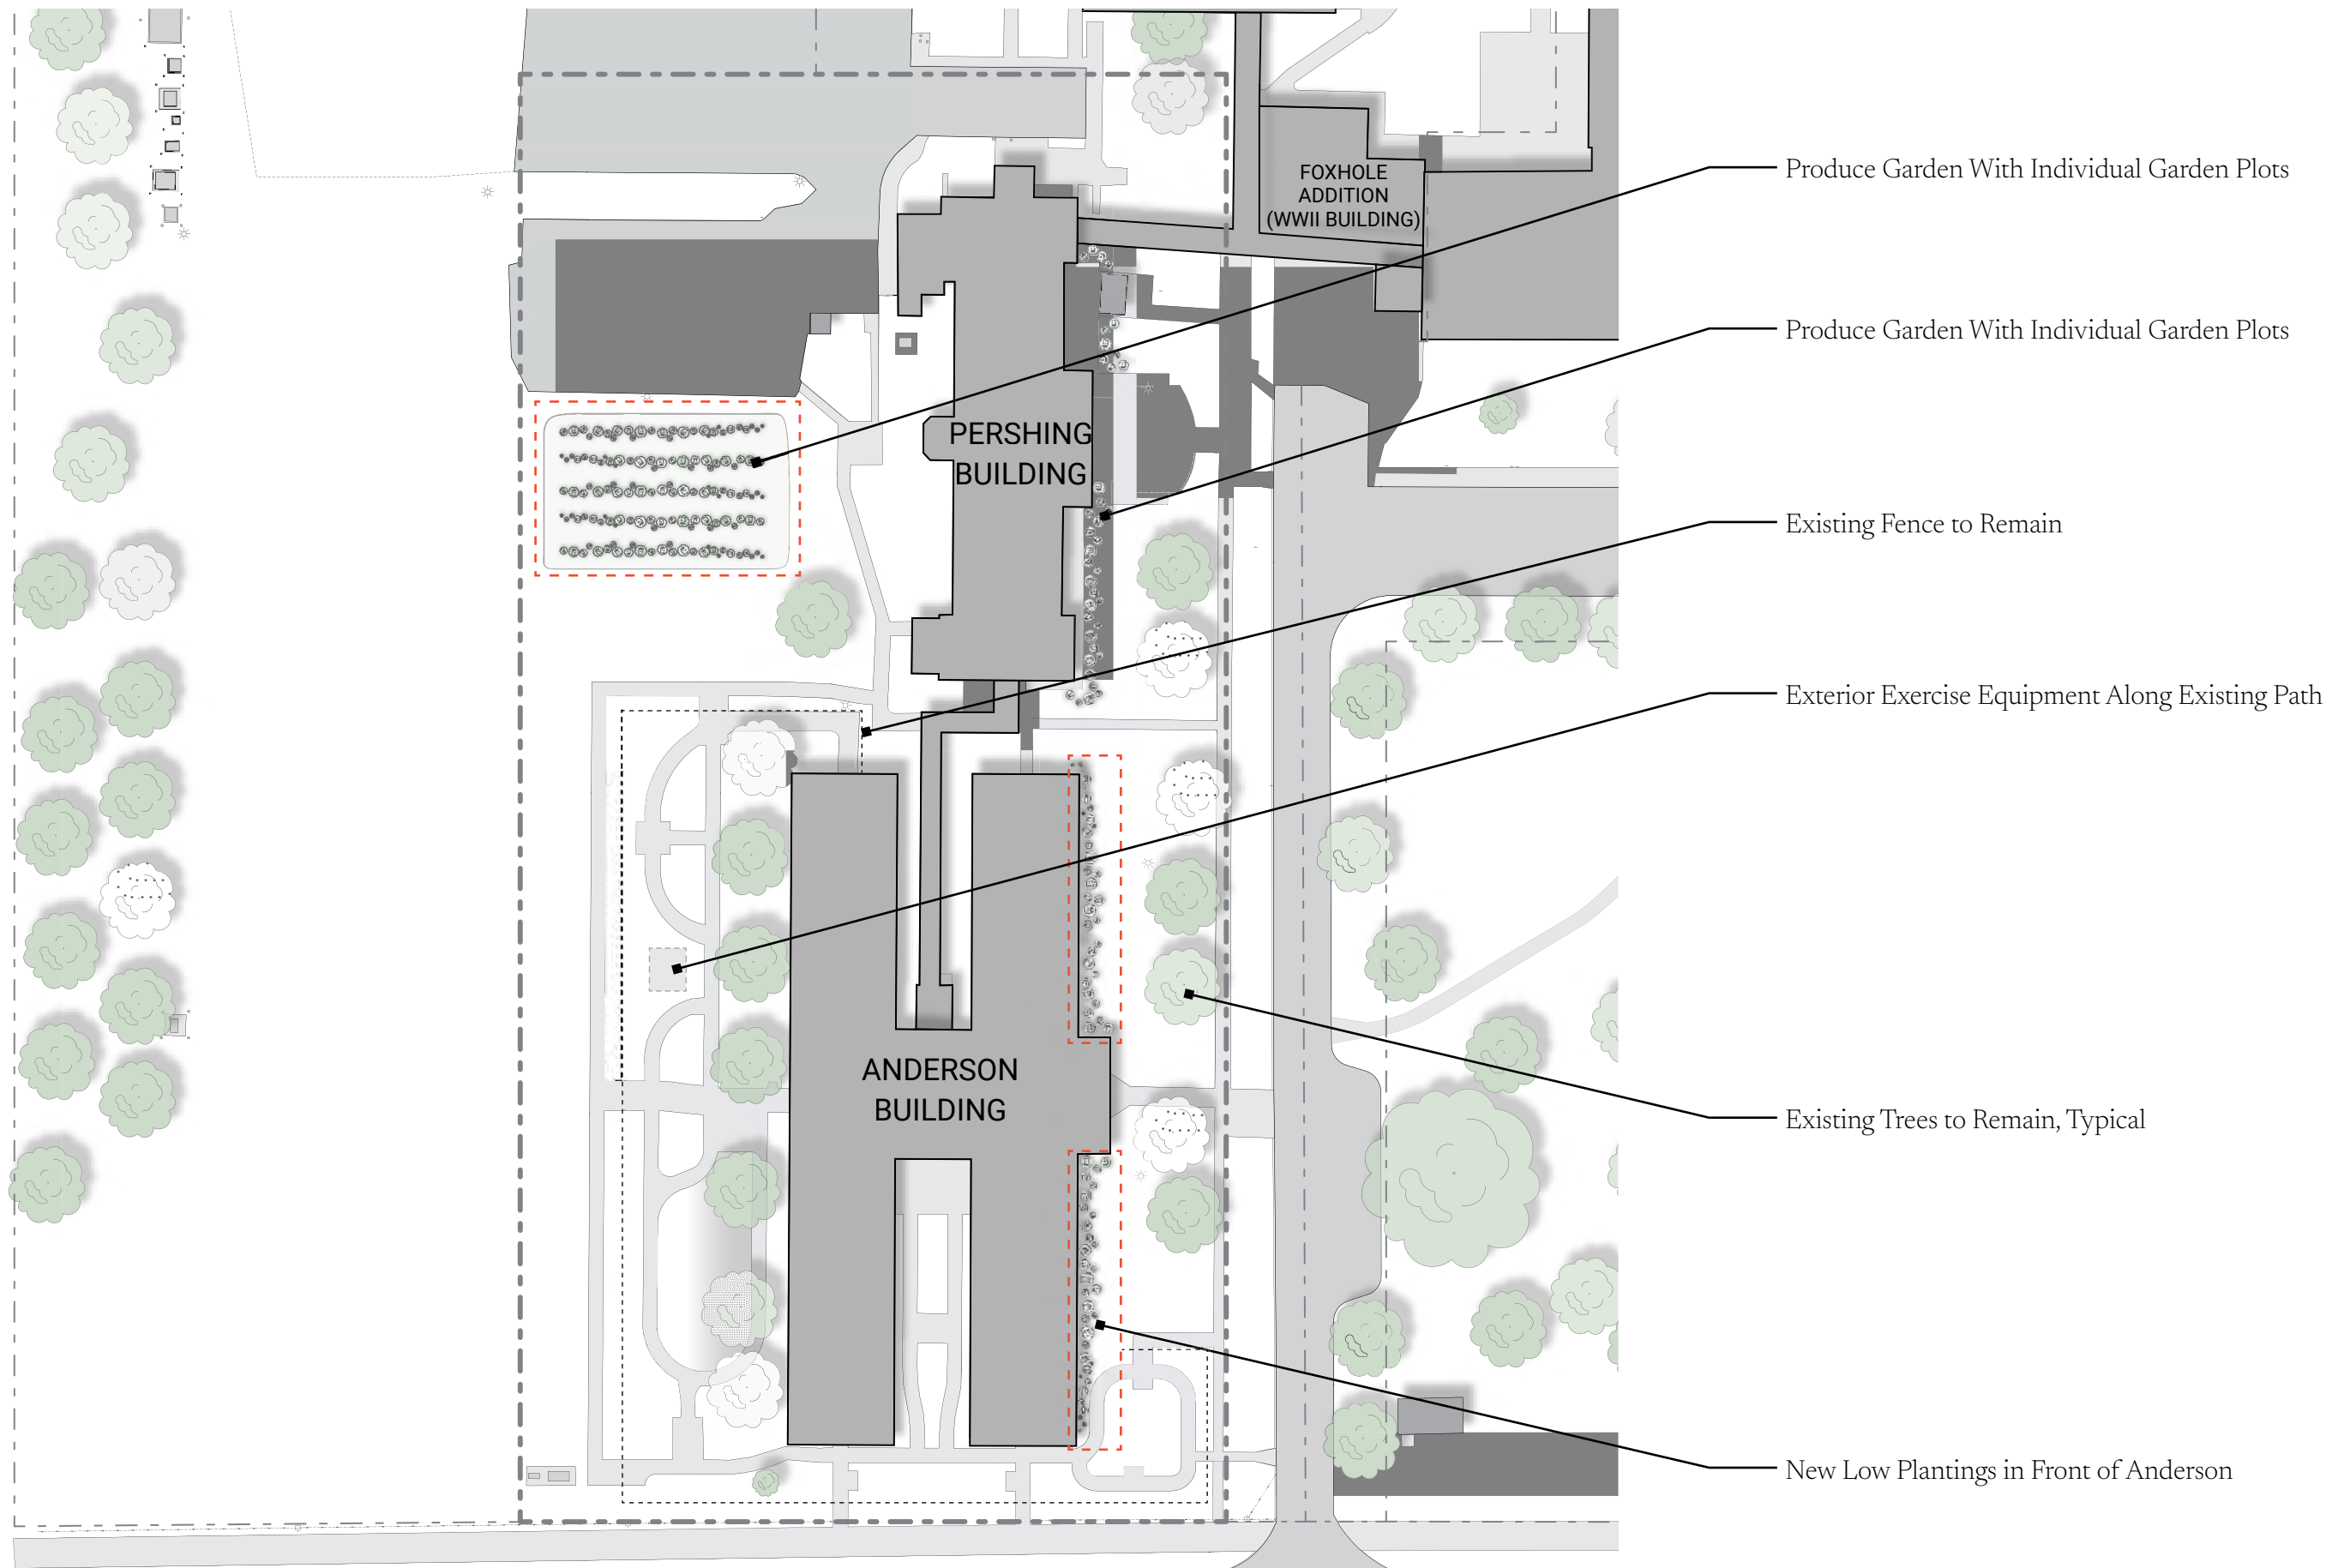 FOXHOLE
ADDITION
(WWII BUILDING)
Produce Garden With Individual Garden Plots
Produce Garden With Individual Garden Plots
PERSHING
BUILDING
Existing Fence to Remain
Exterior Exercise Equipment Along Existing Path
ANDERSON
BUILDING
Existing Trees to Remain, Typical
New Low Plantings in Front of Anderson